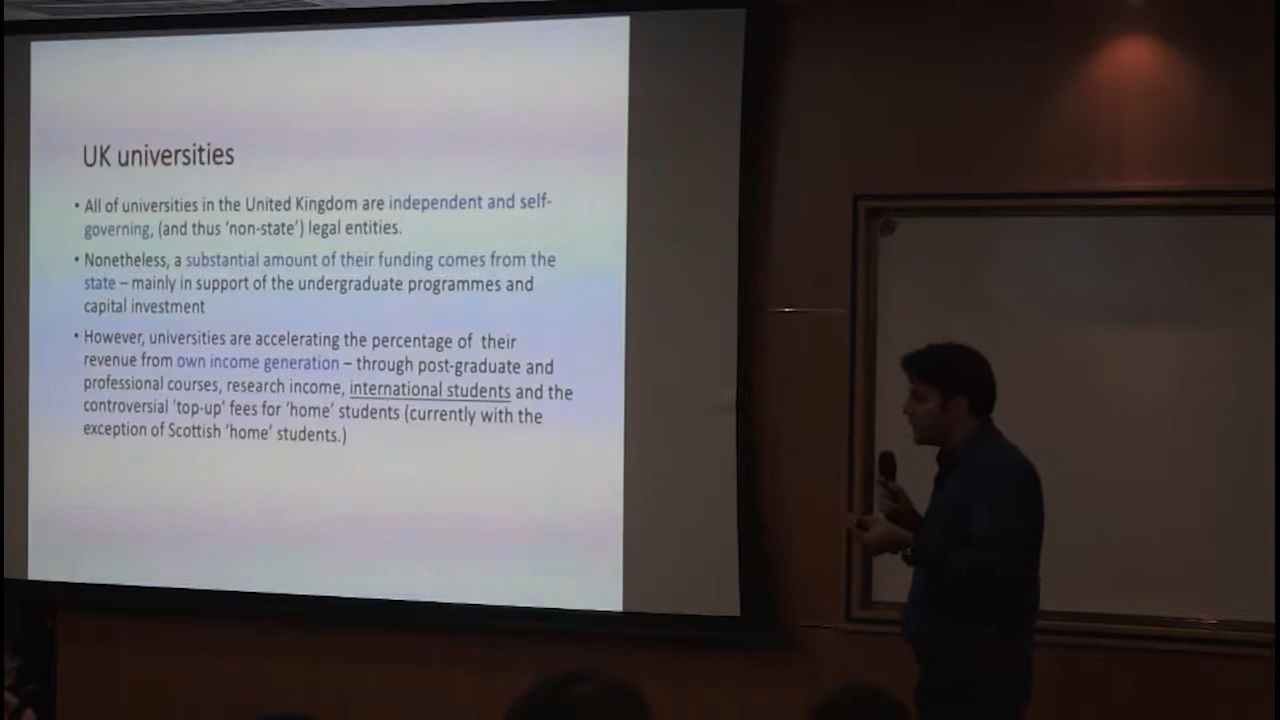 UK universities
• All of universities in the United Kingdom are independent and self-
governing, (and thus ‘non-state’) legal entities.
• Nonetheless, a substantial amount of their funding comes from the
state – mainly in support of the undergraduate programmes and
capital investment
• However, universities are accelerating the percentage of their
revenue from own income generation – through post-graduate and
professional courses, research income, international students and the
controversial ‘top-up’ fees for ‘home’ students (currently with the
exception of Scottish ‘home’ students.)